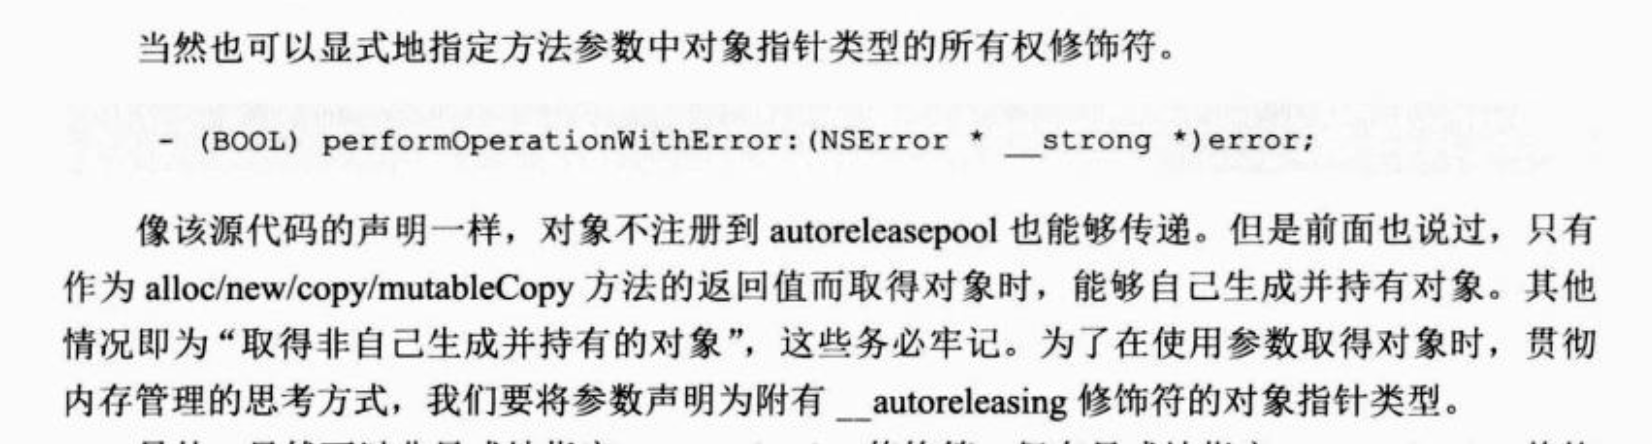 当然也可以显式地指定方法参数中对象指针类型的所有权修饰符。
- (BOOL) performOperationWithError:(NSError * __strong *)error;
像该源代码的声明一样，对象不注册到 autoreleasepool 也能够传递。但是前面也说过，只有
作为 alloc/new/copy/mutableCopy 方法的返回值而取得对象时，能够自己生成并持有对象。其他
情况即为“取得非自己生成并持有的对象”，这些务必牢记。为了在使用参数取得对象时，贯彻
内存管理的思考方式，我们要将参数声明为附有 __autoreleasing 修饰符的对象指针类型。